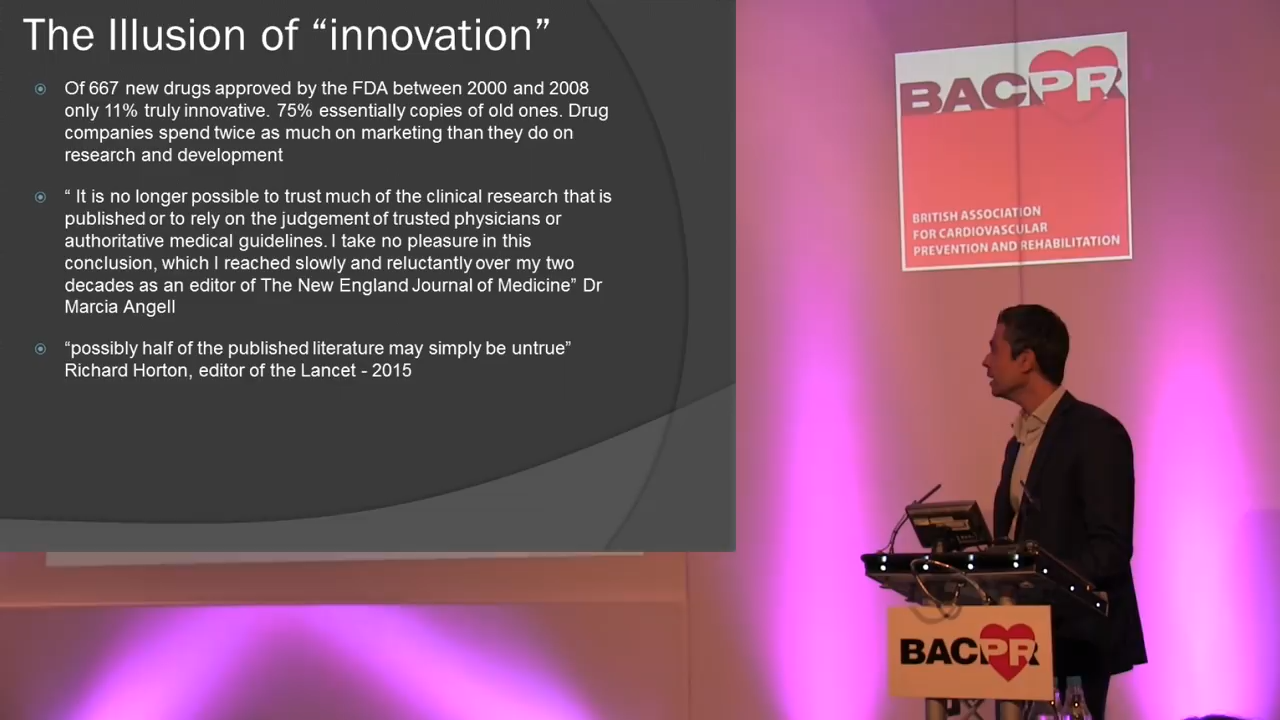 The Illusion of “innovation”
Of 667 new drugs approved by the FDA between 2000 and 2008
only 11% truly innovative. 75% essentially copies of old ones. Drug
companies spend twice as much on marketing than they do on
research and development
“ It is no longer possible to trust much of the clinical research that is
published or to rely on the judgement of trusted physicians or
authoritative medical guidelines. I take no pleasure in this
conclusion, which I reached slowly and reluctantly over my two
decades as an editor of The New England Journal of Medicine” Dr
Marcia Angell
“possibly half of the published literature may simply be untrue”
Richard Horton, editor of the Lancet - 2015
BACPR
BRITISH ASSOCIATION
FOR CARDIOVASCULAR
PREVENTION AND REHABILITATION
BACPR